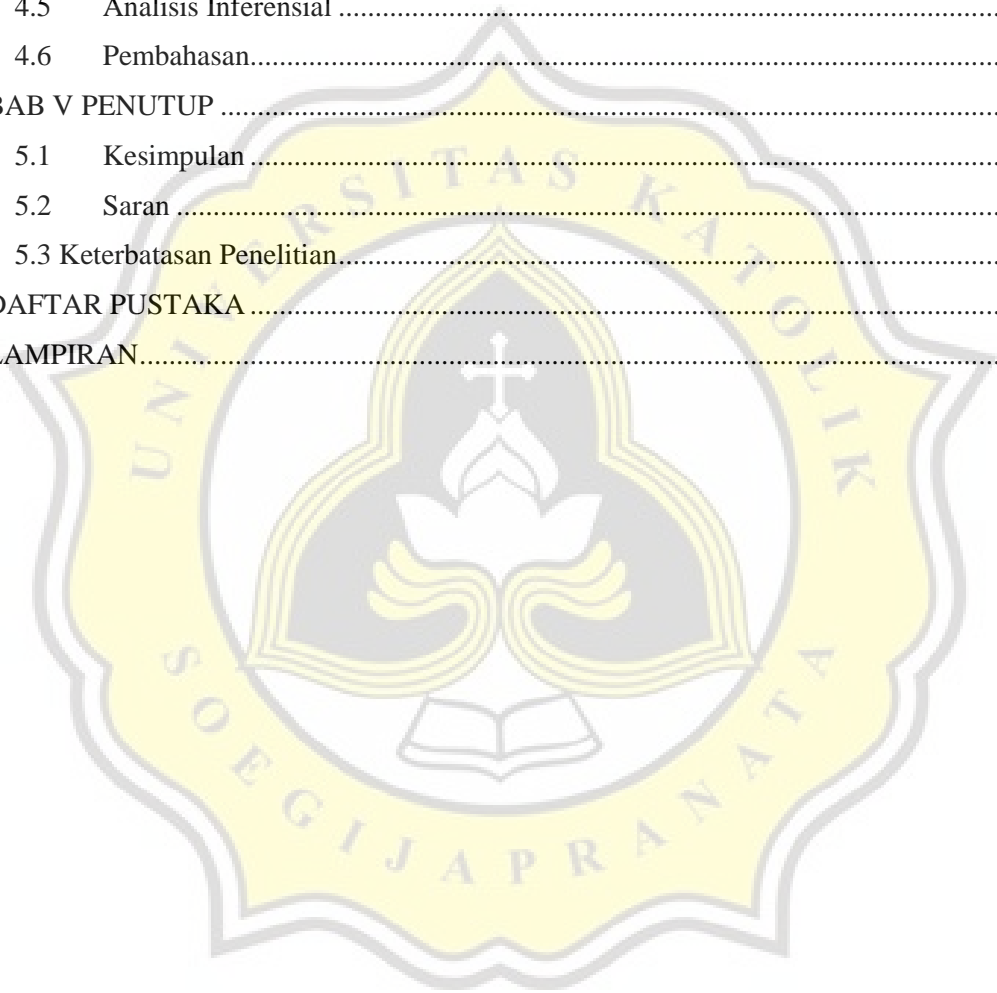 4.5 Analisis Inferensial ....................................................................................
4.6 Pembahasan....................................................................................................
BAB V PENUTUP ....................................................................................................
5.1 Kesimpulan ....................................................................................................
5.2 Saran ....................................................................................................
5.3 Keterbatasan Penelitian....................................................................................
DAFTAR PUSTAKA ....................................................................................................
LAMPIRAN....................................................................................................
UNIVERSITAS KATOLIK
SOEGIJAPRANATA